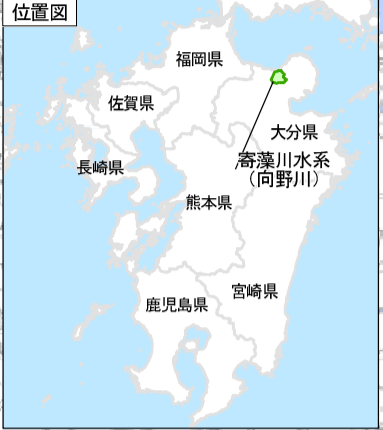 位置図
福岡県
佐賀県
大分県
長崎県
寄藻川水系
（向野川）
熊本県
宮崎県
鹿児島県